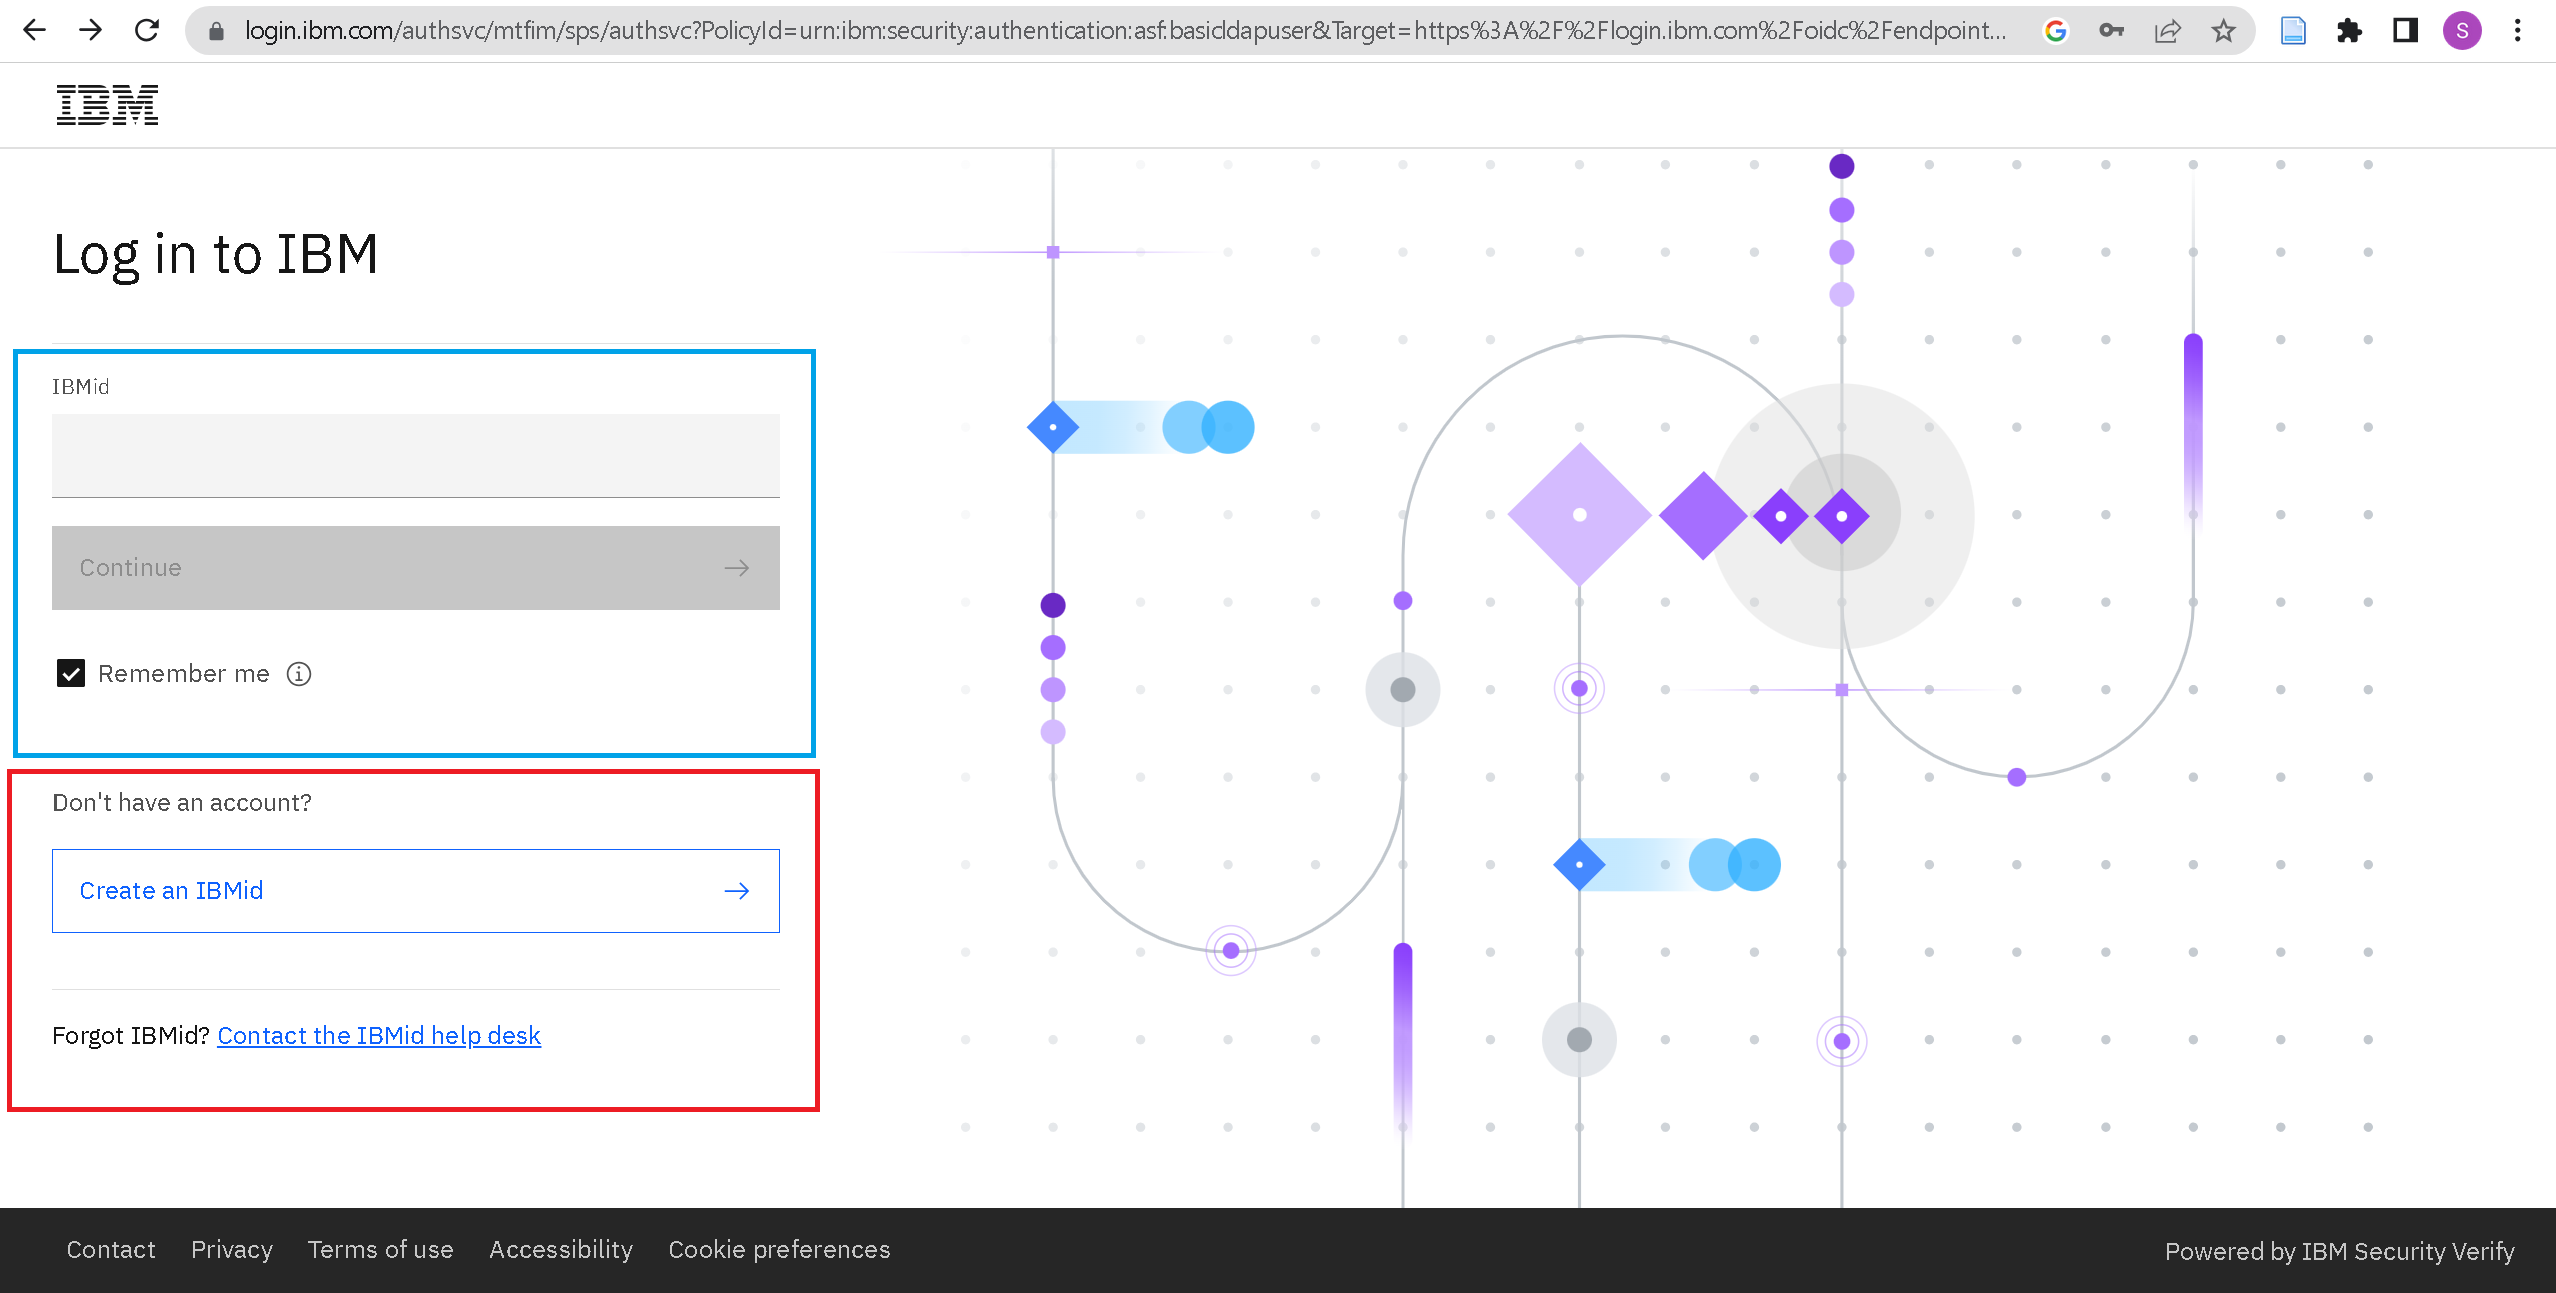 login.ibm.com/authsvc/mtfim/sps/authsvc?PolicyId=urn:ibm:security:authentication:asf:basicldapuser&Target=https%3A%2F%2Flogin.ibm.com%2Foidc%2Fendpoint...
S
IBM
Log in to IBM
IBMid
Continue
Remember me
Don't have an account?
Create an IBMid
Forgot IBMid? Contact the IBMid help desk
Contact Privacy Terms of use Accessibility Cookie preferences
Powered by IBM Security Verify